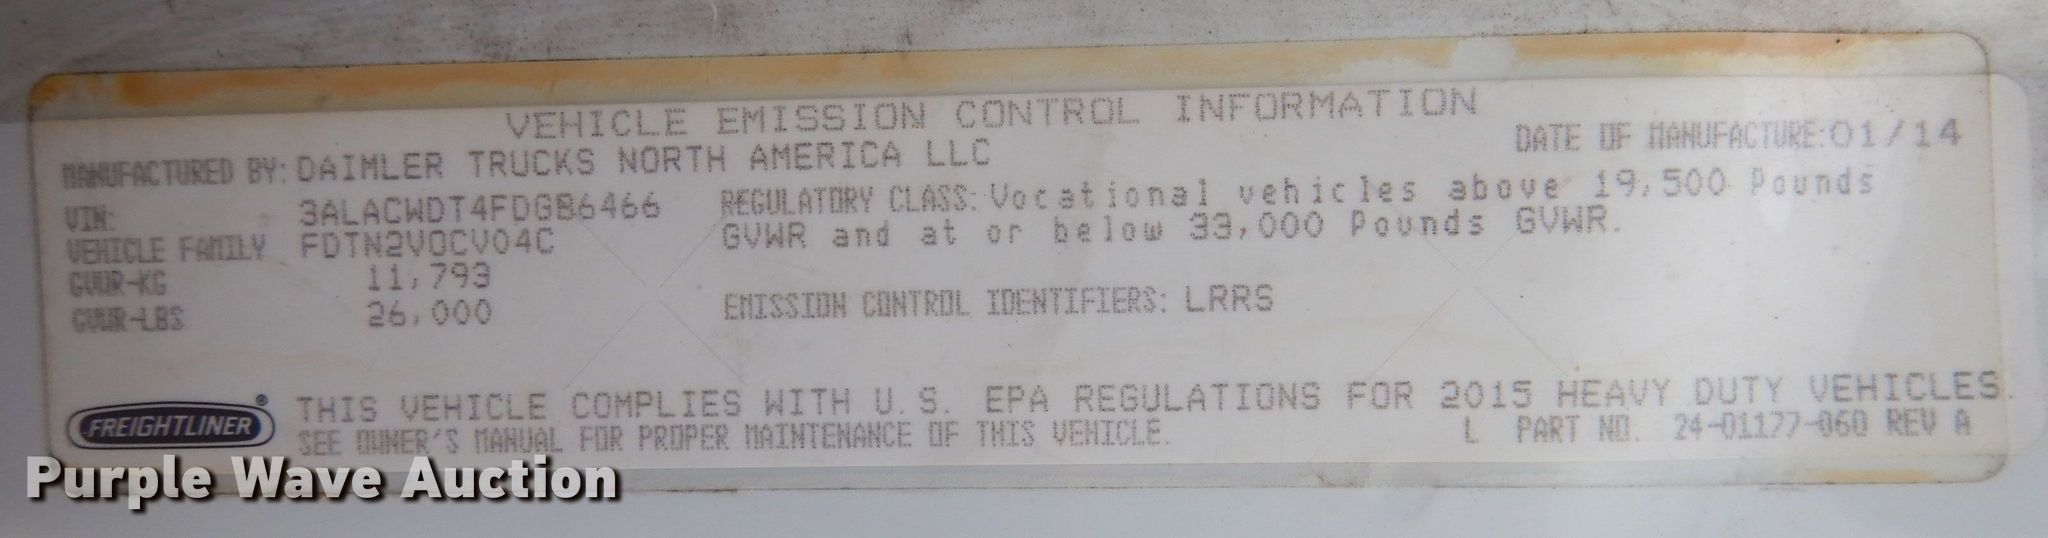 VEHICLE EMISSION CONTROL INFORMATION
DATE OF MANUFACTURE: 01/14
MANUFACTURED BY: DAIMLER TRUCKS NORTH AMERICA LLC
VIN: 3ALACWDT4FDGB6466
REGULATORY CLASS: Vocational vehicles above 19,500 Pounds
VEHICLE FAMILY FDTN2VOCV04C
GVWR and at or below 33,000 Pounds GVWR.
GVWR-KG 11,793
GVWR-LBS 26,000
EMISSION CONTROL IDENTIFIERS: LRRS
FREIGHTLINER®
THIS VEHICLE COMPLIES WITH U.S. EPA REGULATIONS FOR 2015 HEAVY DUTY VEHICLES.
SEE OWNER'S MANUAL FOR PROPER MAINTENANCE OF THIS VEHICLE.
L PART NO. 24-01177-060 REV A
Purple Wave Auction